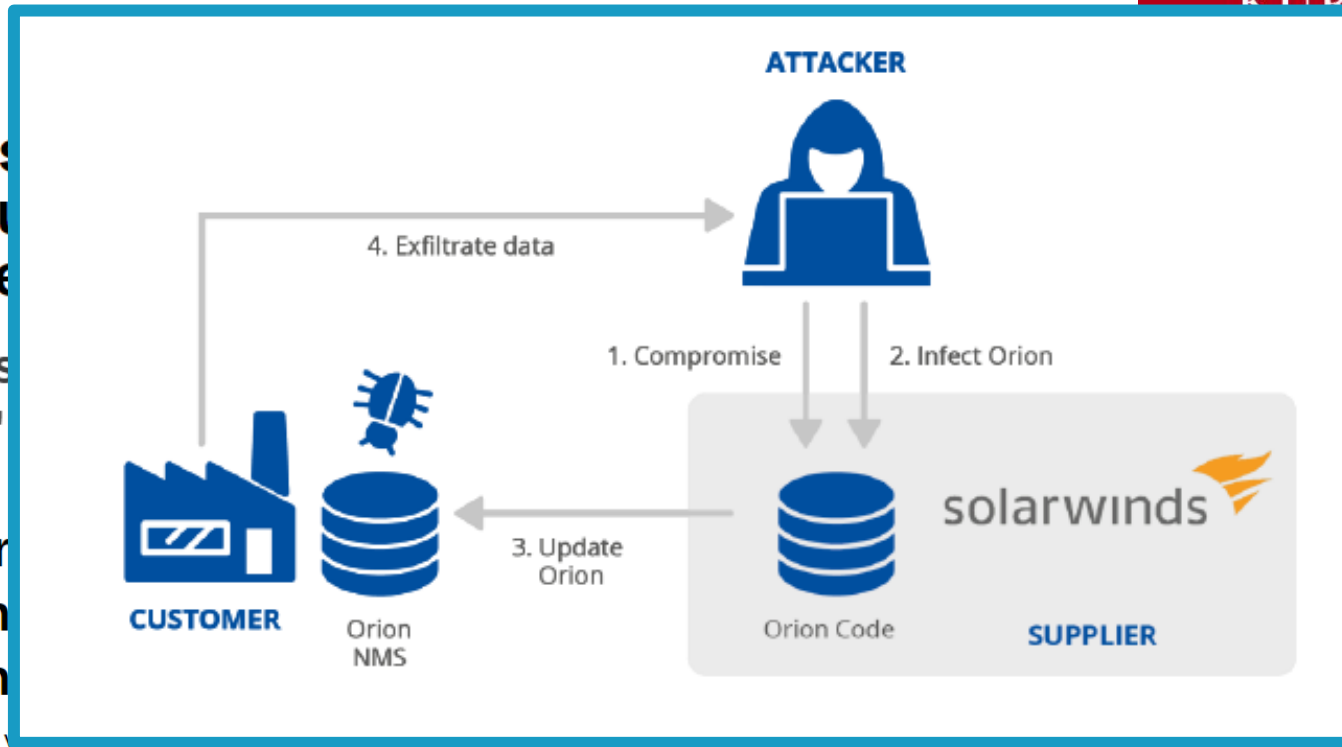 ATTACKER
4. Exfiltrate data
1. Compromise
2. Infect Orion
solarwinds
3. Update
Orion
CUSTOMER
Orion
NMS
Orion Code
SUPPLIER